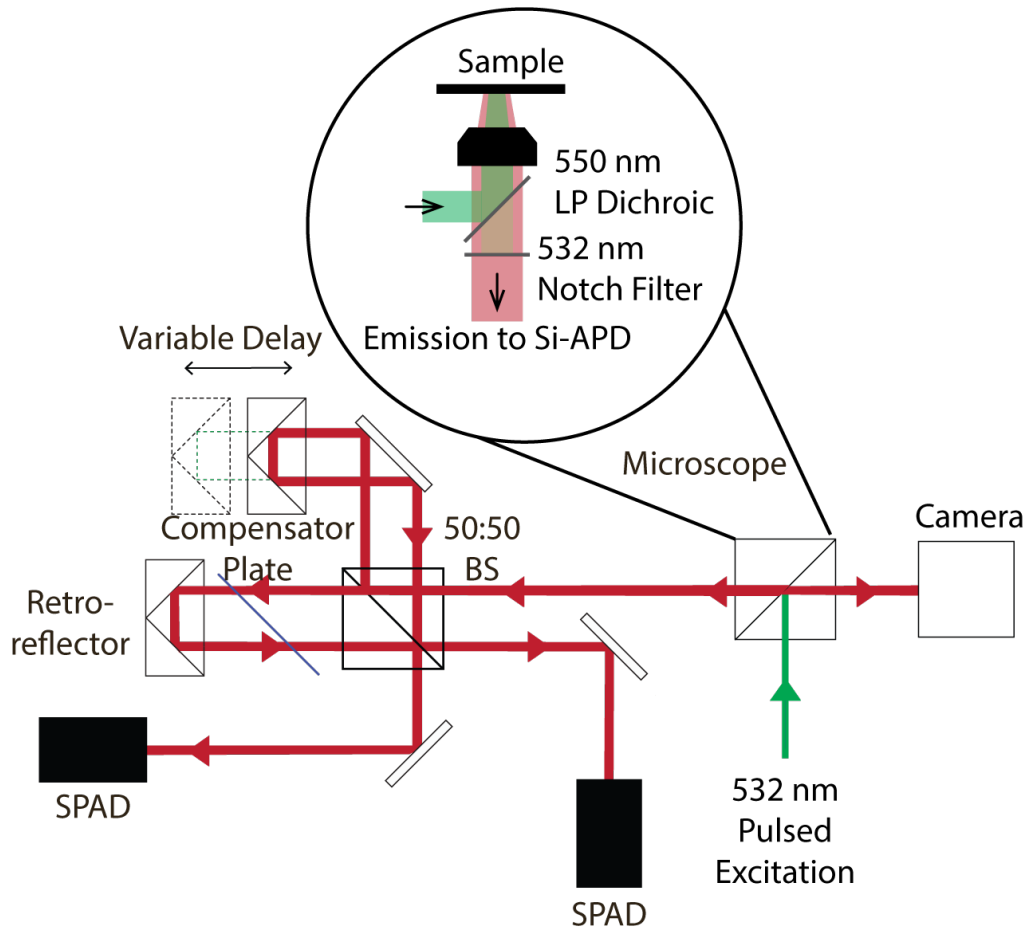 Sample
550 nm
LP Dichroic
532 nm
Notch Filter
Emission to Si-APD
Variable Delay
Microscope
Camera
Compensator
Plate
50:50
BS
Retro-
reflector
SPAD
532 nm
Pulsed
Excitation
SPAD